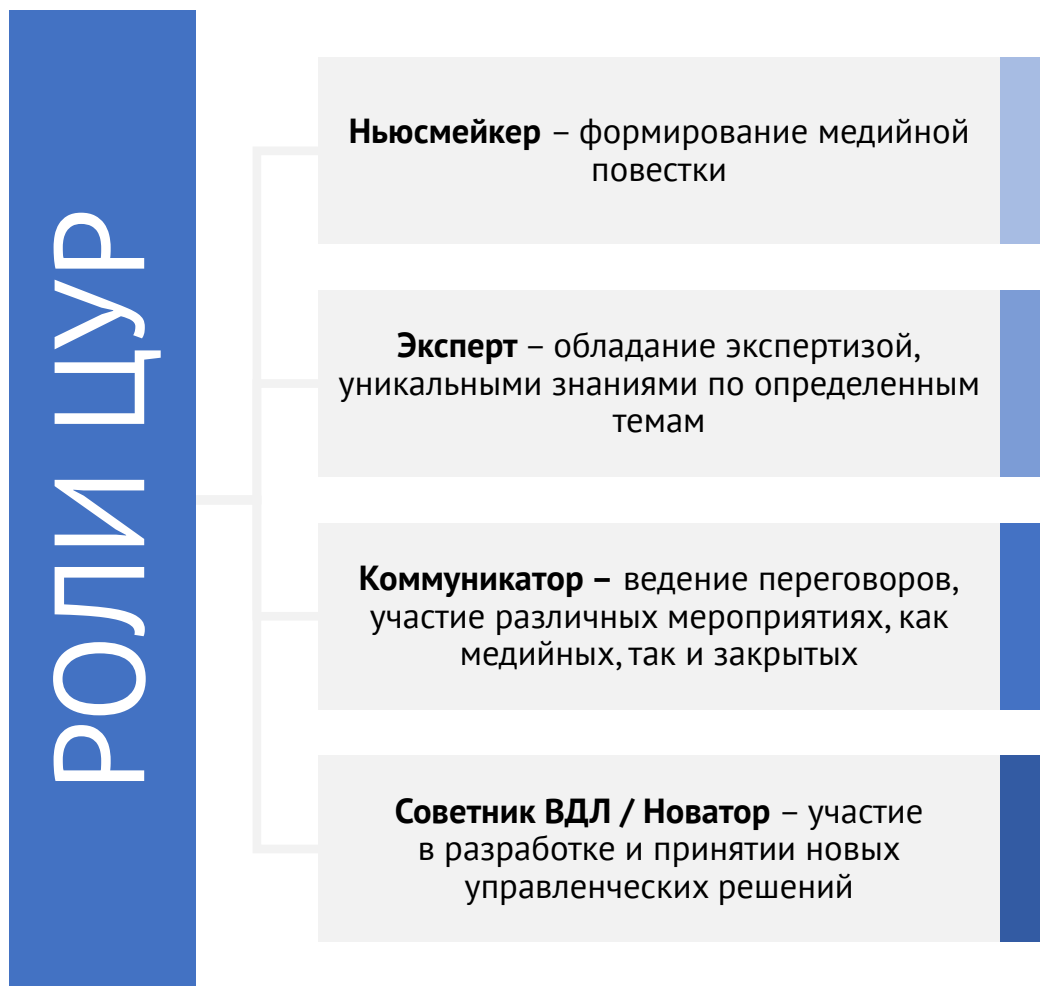 РОЛИ ЦУР
Ньюсмейкер – формирование медийной
повестки
Эксперт – обладание экспертизой,
уникальными знаниями по определенным
темам
Коммуникатор – ведение переговоров,
участие различных мероприятиях, как
медийных, так и закрытых
Советник ВДЛ / Новатор – участие
в разработке и принятии новых
управленческих решений